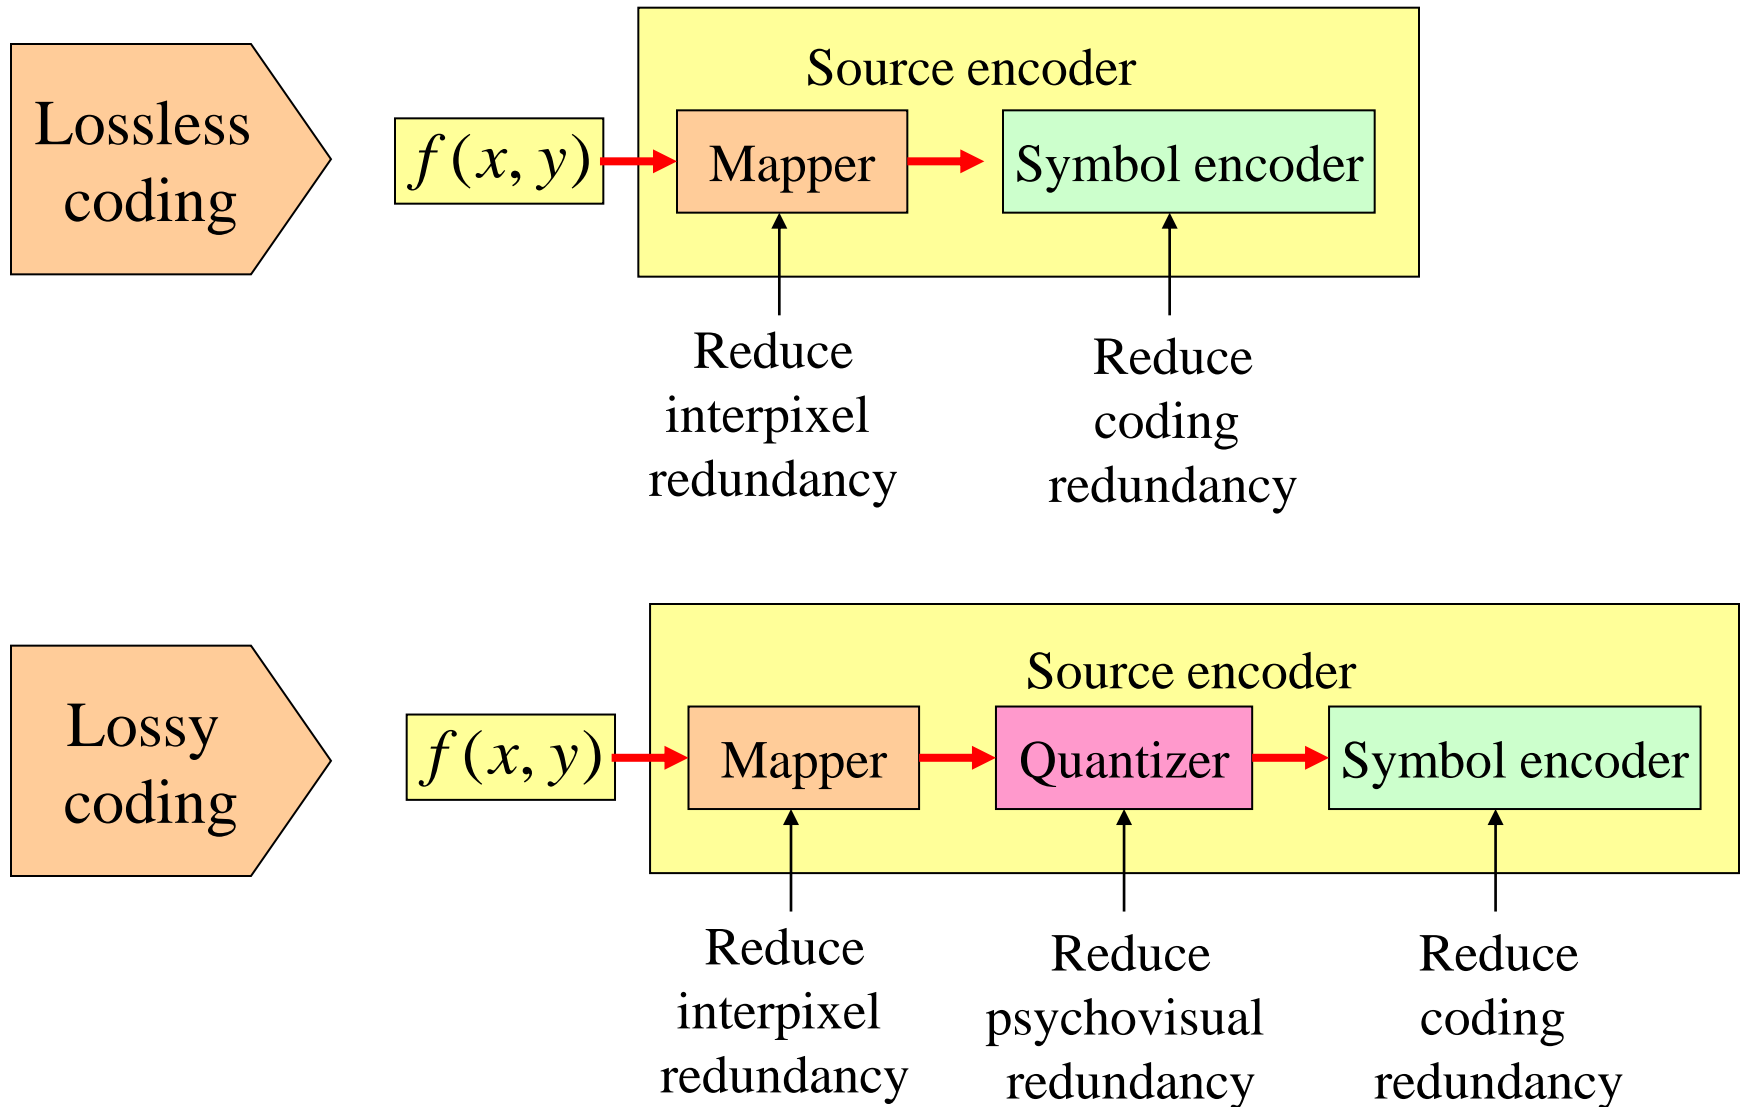 Lossless
coding
f(x, y)
Source encoder
Mapper
Symbol encoder
Reduce
interpixel
redundancy
Reduce
coding
redundancy
Lossy
coding
f(x, y)
Source encoder
Mapper
Quantizer
Symbol encoder
Reduce
interpixel
redundancy
Reduce
psychovisual
redundancy
Reduce
coding
redundancy